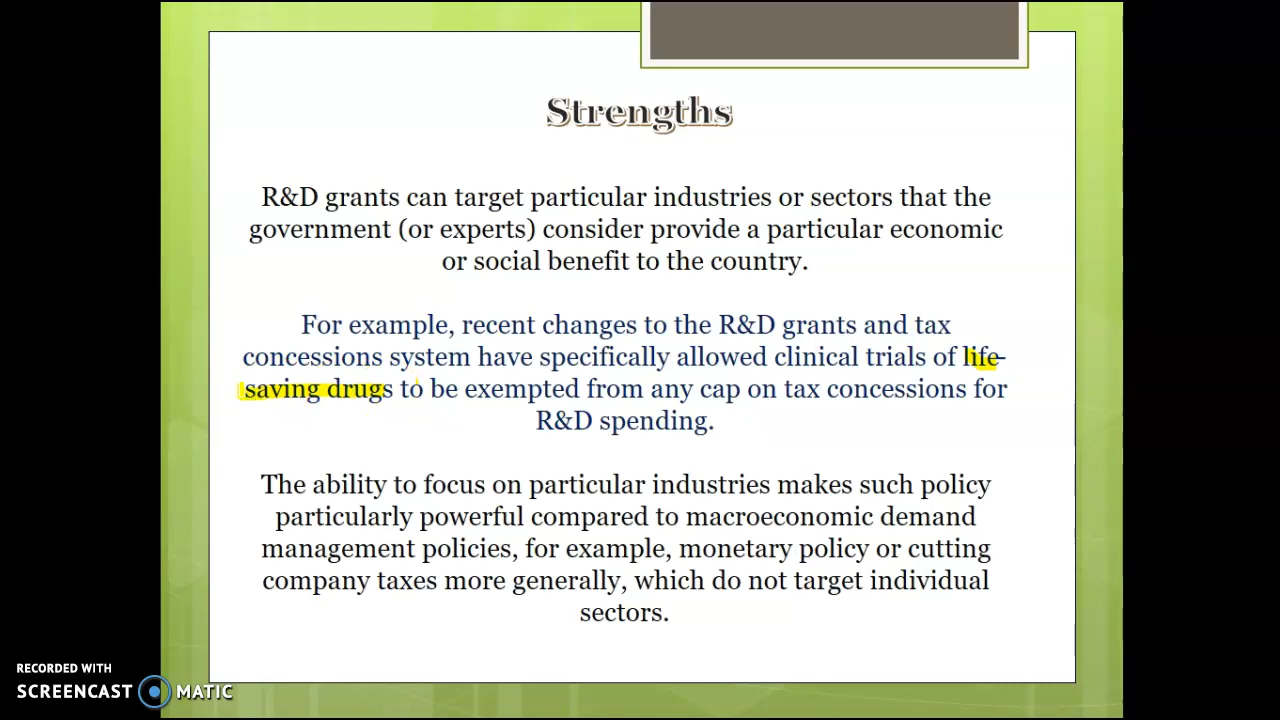 Strengths
R&D grants can target particular industries or sectors that the
government (or experts) consider provide a particular economic
or social benefit to the country.
For example, recent changes to the R&D grants and tax
concessions system have specifically allowed clinical trials of life-
saving drugs to be exempted from any cap on tax concessions for
R&D spending.
The ability to focus on particular industries makes such policy
particularly powerful compared to macroeconomic demand
management policies, for example, monetary policy or cutting
company taxes more generally, which do not target individual
sectors.
RECORDED WITH
SCREENCAST MATIC